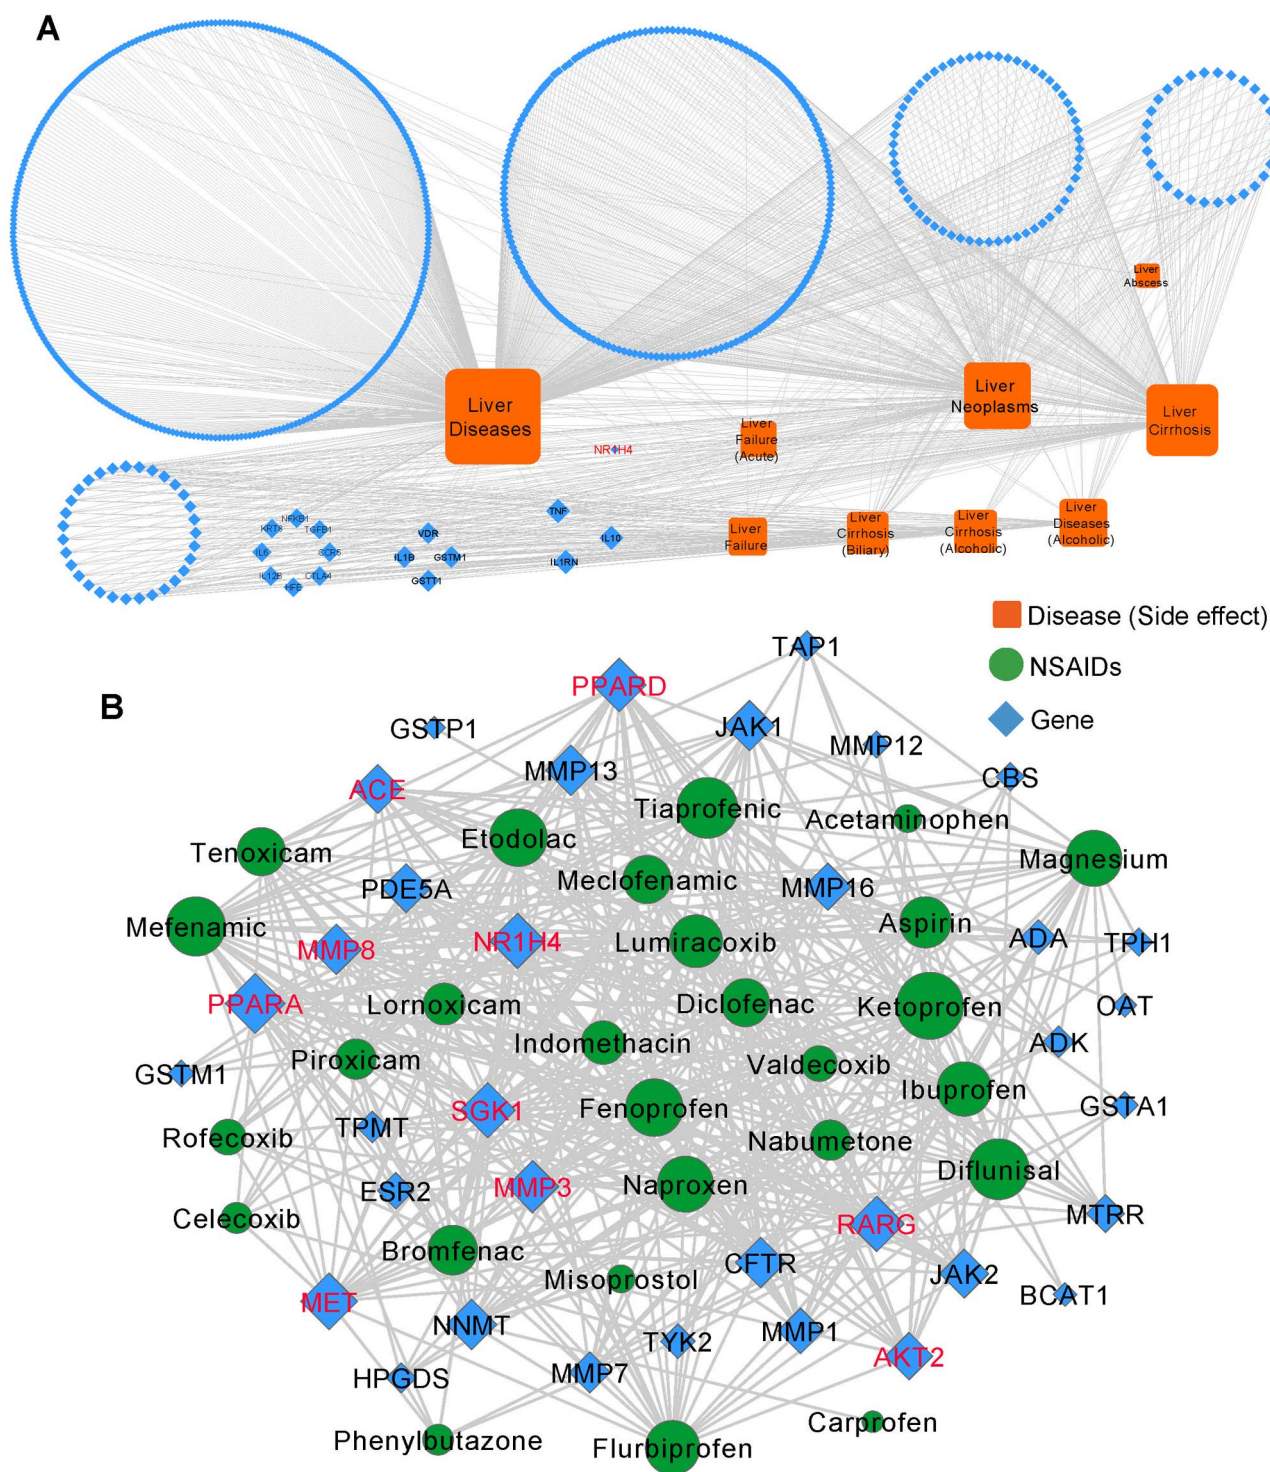 A
Liver
Abscess
Liver
Diseases
Liver
Neoplasms
Liver
Cirrhosis
Liver
Failure
(Acute)
NR1H4
NFKB1
TGFB1
IL6
CCR5
IL12B
CTLA4
HFE
VDR
IL1B
GSTM1
GSTT1
TNF
IL10
IL1RN
Liver
Failure
Liver
Cirrhosis
(Biliary)
Liver
Cirrhosis
(Alcoholic)
Liver
Diseases
(Alcoholic)
Disease (Side effect)
NSAIDs
Gene
B
TAP1
PPARD
GSTP1
JAK1
MMP12
MMP13
CBS
ACE
Tiaprofenic
Acetaminophen
Etodolac
Tenoxicam
Magnesium
Meclofenamic
PDE5A
MMP16
Mefenamic
Aspirin
MMP8
NR1H4
Lumiracoxib
ADA
TPH1
PPARA
Lornoxicam
Diclofenac
Ketoprofen
OAT
Indomethacin
ADK
Piroxicam
Valdecoxib
GSTM1
Ibuprofen
SGK1
Fenoprofen
GSTA1
TPMT
Rofecoxib
Nabumetone
Diflunisal
MMP3
Naproxen
ESR2
Celecoxib
RARG
MTRR
Bromfenac
CFTR
Misoprostol
JAK2
BCAT1
MET
NNMT
TYK2
MMP1
AKT2
HPGDS
MMP7
Carprofen
Phenylbutazone
Flurbiprofen